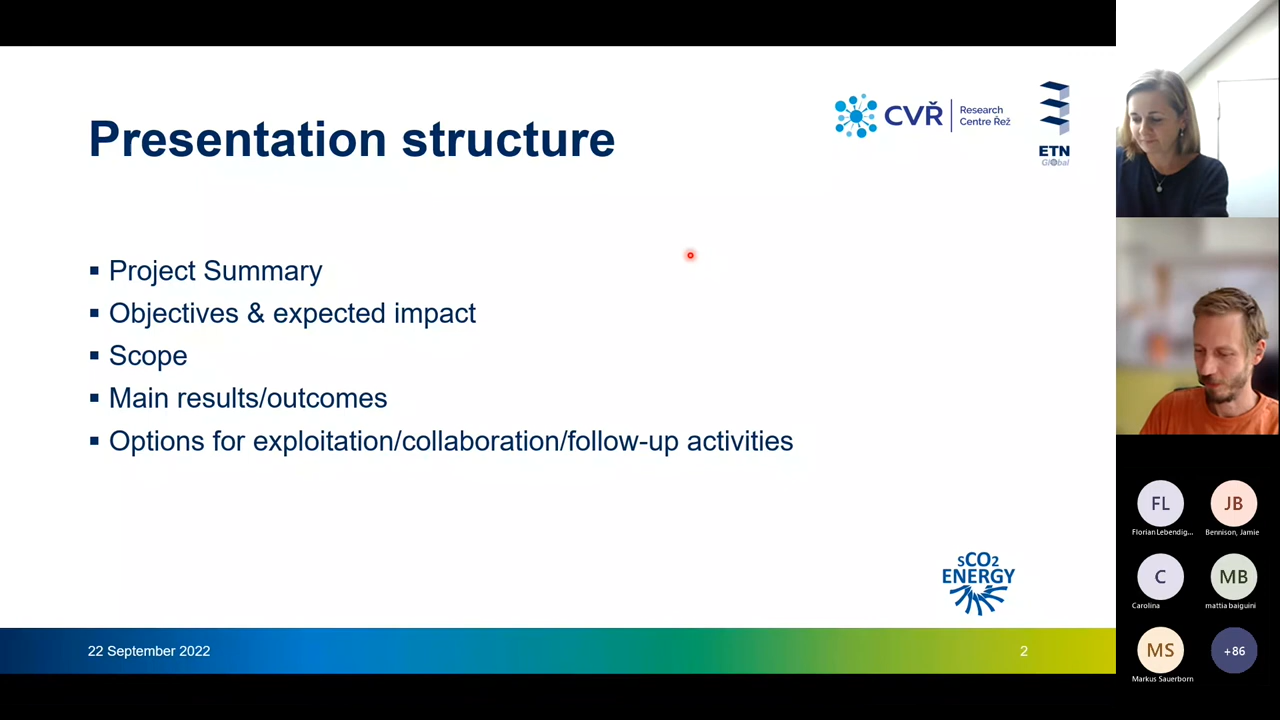 Presentation structure
CVŘ
Research
Centre Řež
ETN
Global
▪ Project Summary
▪ Objectives & expected impact
▪ Scope
▪ Main results/outcomes
▪ Options for exploitation/collaboration/follow-up activities
sCO2
ENERGY
22 September 2022
2
FL
JB
Florian Lebendig...
Bennison, Jamie
C
MB
Carolina
mattia baiguini
MS
+86
Markus Sauerborn